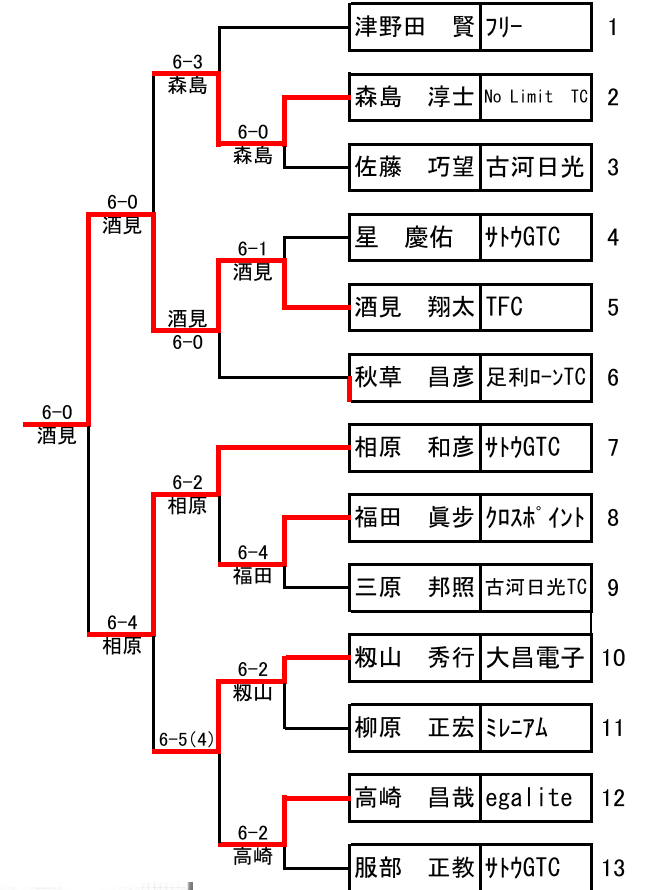 津野田　賢 ﾌﾘｰ 1
6-3
森島
森島　淳士 No Limit　TC 2
6-0
森島
佐藤　巧望 古河日光 3
6-0
酒見
星　慶佑 ｻﾄｳGTC 4
6-1
酒見
酒見　翔太 TFC 5
酒見
6-0
秋草　昌彦 足利ﾛｰﾝTC 6
6-0
酒見
相原　和彦 ｻﾄｳGTC 7
6-2
相原
福田　眞歩 ｸﾛｽﾎﾟｲﾝﾄ 8
6-4
福田
三原　邦照 古河日光TC 9
6-4
相原
籾山　秀行 大昌電子 10
6-2
籾山
柳原　正宏 ﾐﾚﾆｱﾑ 11
6-5(4)
高崎　昌哉 egalite 12
6-2
高崎
服部　正教 ｻﾄｳGTC 13